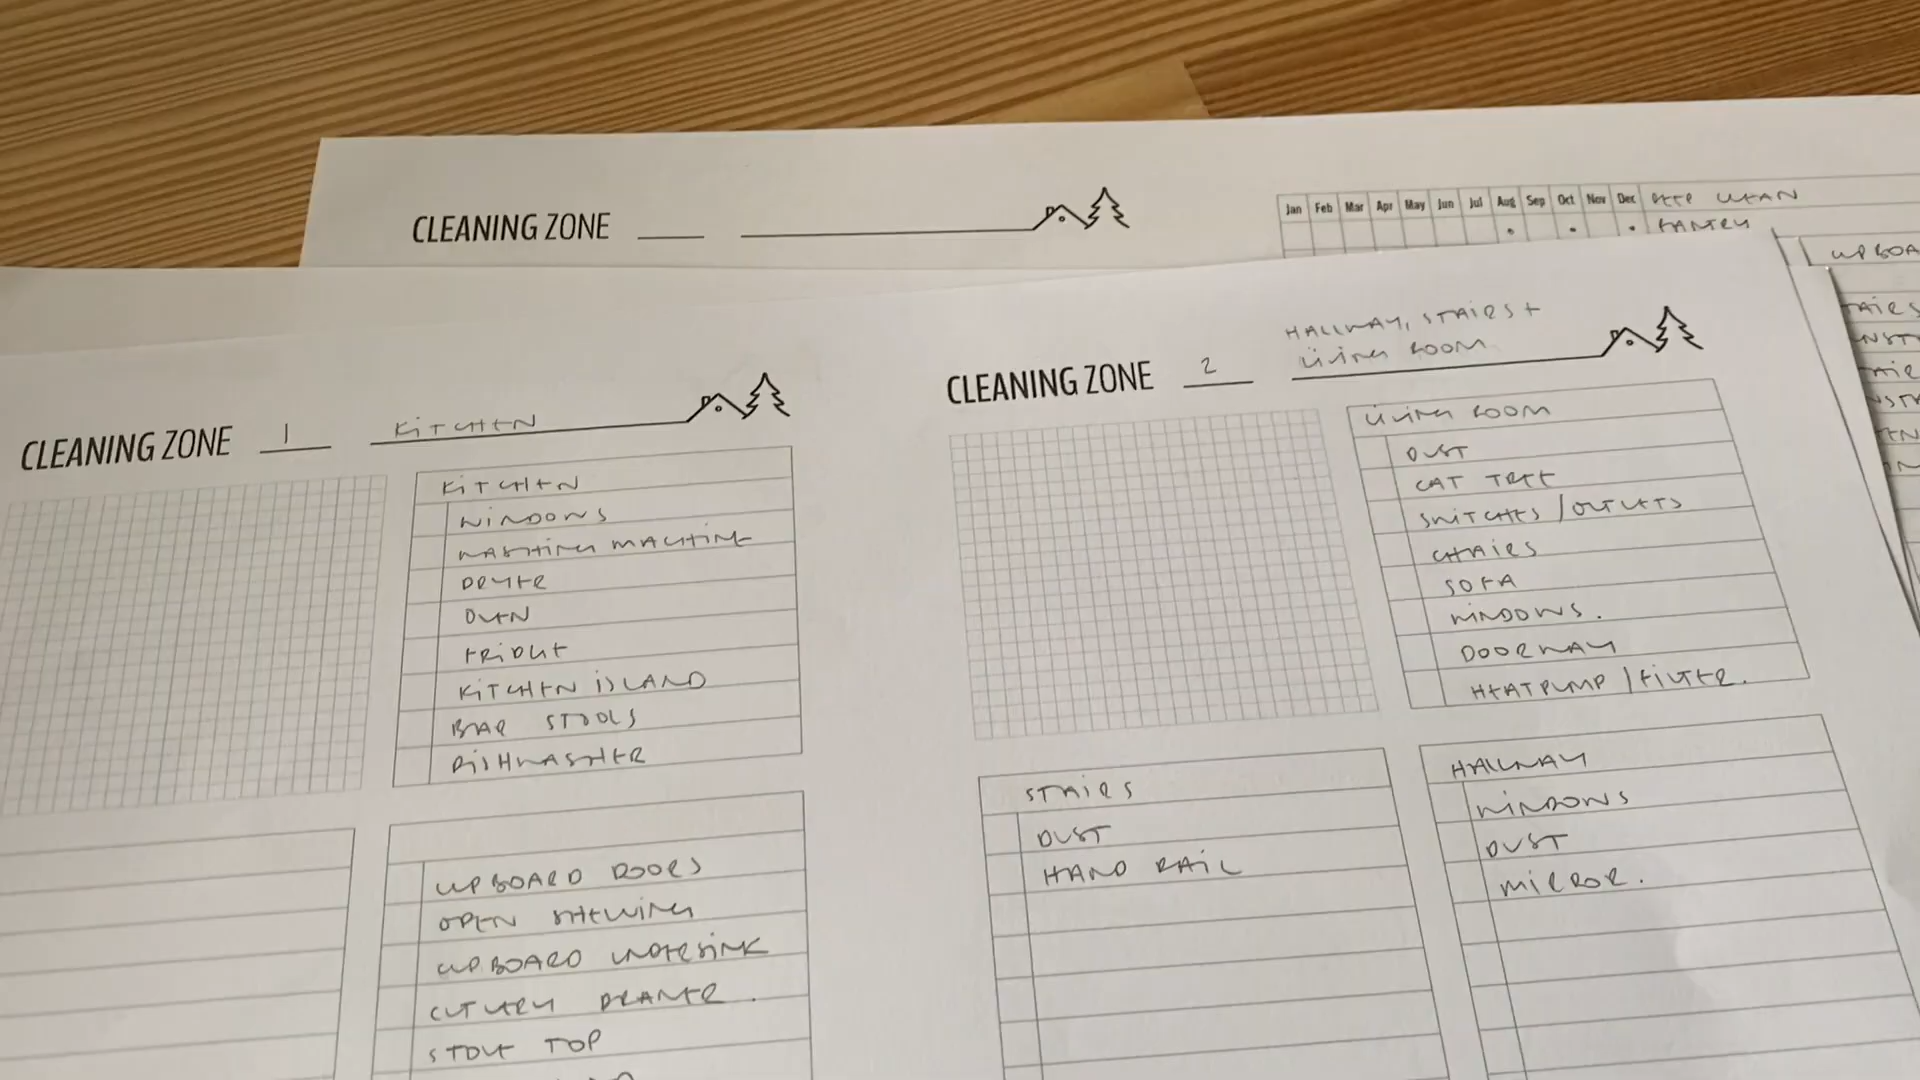 CLEANING ZONE
Jan Feb Mar Apr May Jun Jul Aug Sep Oct Nov Dec DEEP CLEAN
PANTRY
CLEANING ZONE 1 KITCHEN
KITCHEN
WINDOWS
WASHING MACHINE
DRYER
OVEN
FRIDGE
KITCHEN ISLAND
BAR STOOLS
DISHWASHER
CUPBOARD DOORS
OPEN SHELVING
CUPBOARD UNDERSINK
CUTLERY DRAWER.
STOVE TOP
CLEANING ZONE 2 HALLWAY, STAIRS +
LIVING ROOM
LIVING ROOM
DUST
CAT TREE
SWITCHES / OUTLETS
CHAIRS
SOFA
WINDOWS.
DOORWAY
HEATPUMP / FILTER.
STAIRS
DUST
HAND RAIL
HALLWAY
WINDOWS
DUST
MIRROR.